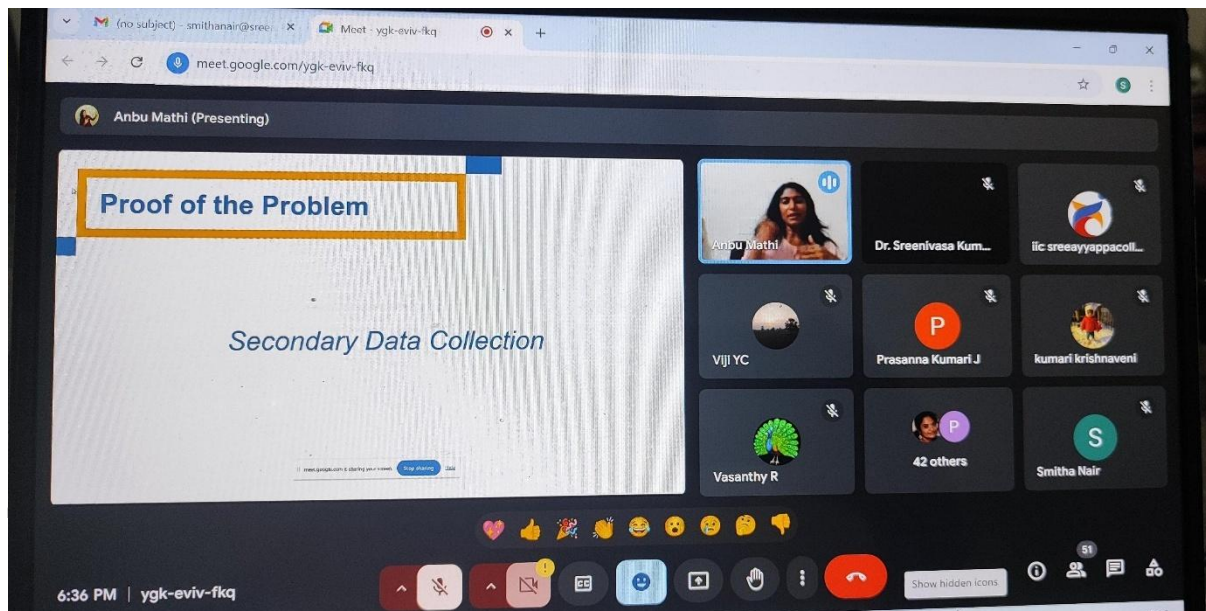 (no subject) - smithanair@sree
Meet - ygk-eviv-fkq
meet.google.com/ygk-eviv-fkq
S
Anbu Mathi (Presenting)
Proof of the Problem
Secondary Data Collection
meet.google.com is sharing your screen.
Stop sharing
Hide
Anbu Mathi
Dr. Sreenivasa Kum...
iic sreeayyappacoll...
Viji YC
P
Prasanna Kumari J
kumari krishnaveni
Vasanthy R
P
42 others
S
Smitha Nair
6:36 PM | ygk-eviv-fkq
CC
Show hidden icons
51